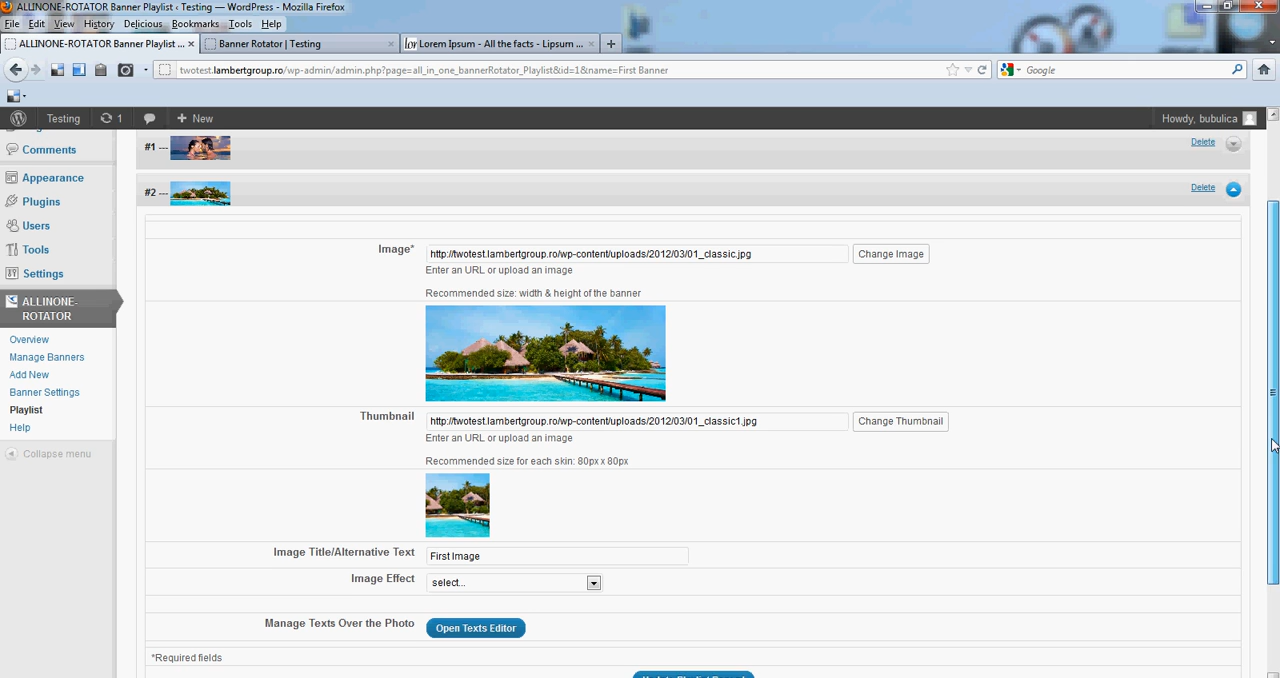 ALLINONE-ROTATOR Banner Playlist ‹ Testing — WordPress - Mozilla Firefox
File Edit View History Delicious Bookmarks Tools Help
ALLINONE-ROTATOR Banner Playlist ... × Banner Rotator | Testing × Lorem Ipsum - All the facts - Lipsum ... × +
twotest.lambertgroup.ro/wp-admin/admin.php?page=all_in_one_bannerRotator_Playlist&id=1&name=First Banner
Google
Testing 1 + New Howdy, bubulica
Comments
Appearance
Plugins
Users
Tools
Settings
ALLINONE-
ROTATOR
Overview
Manage Banners
Add New
Banner Settings
Playlist
Help
Collapse menu
#1 --- Delete
#2 --- Delete
Image* http://twotest.lambertgroup.ro/wp-content/uploads/2012/03/01_classic.jpg Change Image
Enter an URL or upload an image
Recommended size: width & height of the banner
Thumbnail http://twotest.lambertgroup.ro/wp-content/uploads/2012/03/01_classic1.jpg Change Thumbnail
Enter an URL or upload an image
Recommended size for each skin: 80px x 80px
Image Title/Alternative Text First Image
Image Effect select...
Manage Texts Over the Photo Open Texts Editor
*Required fields